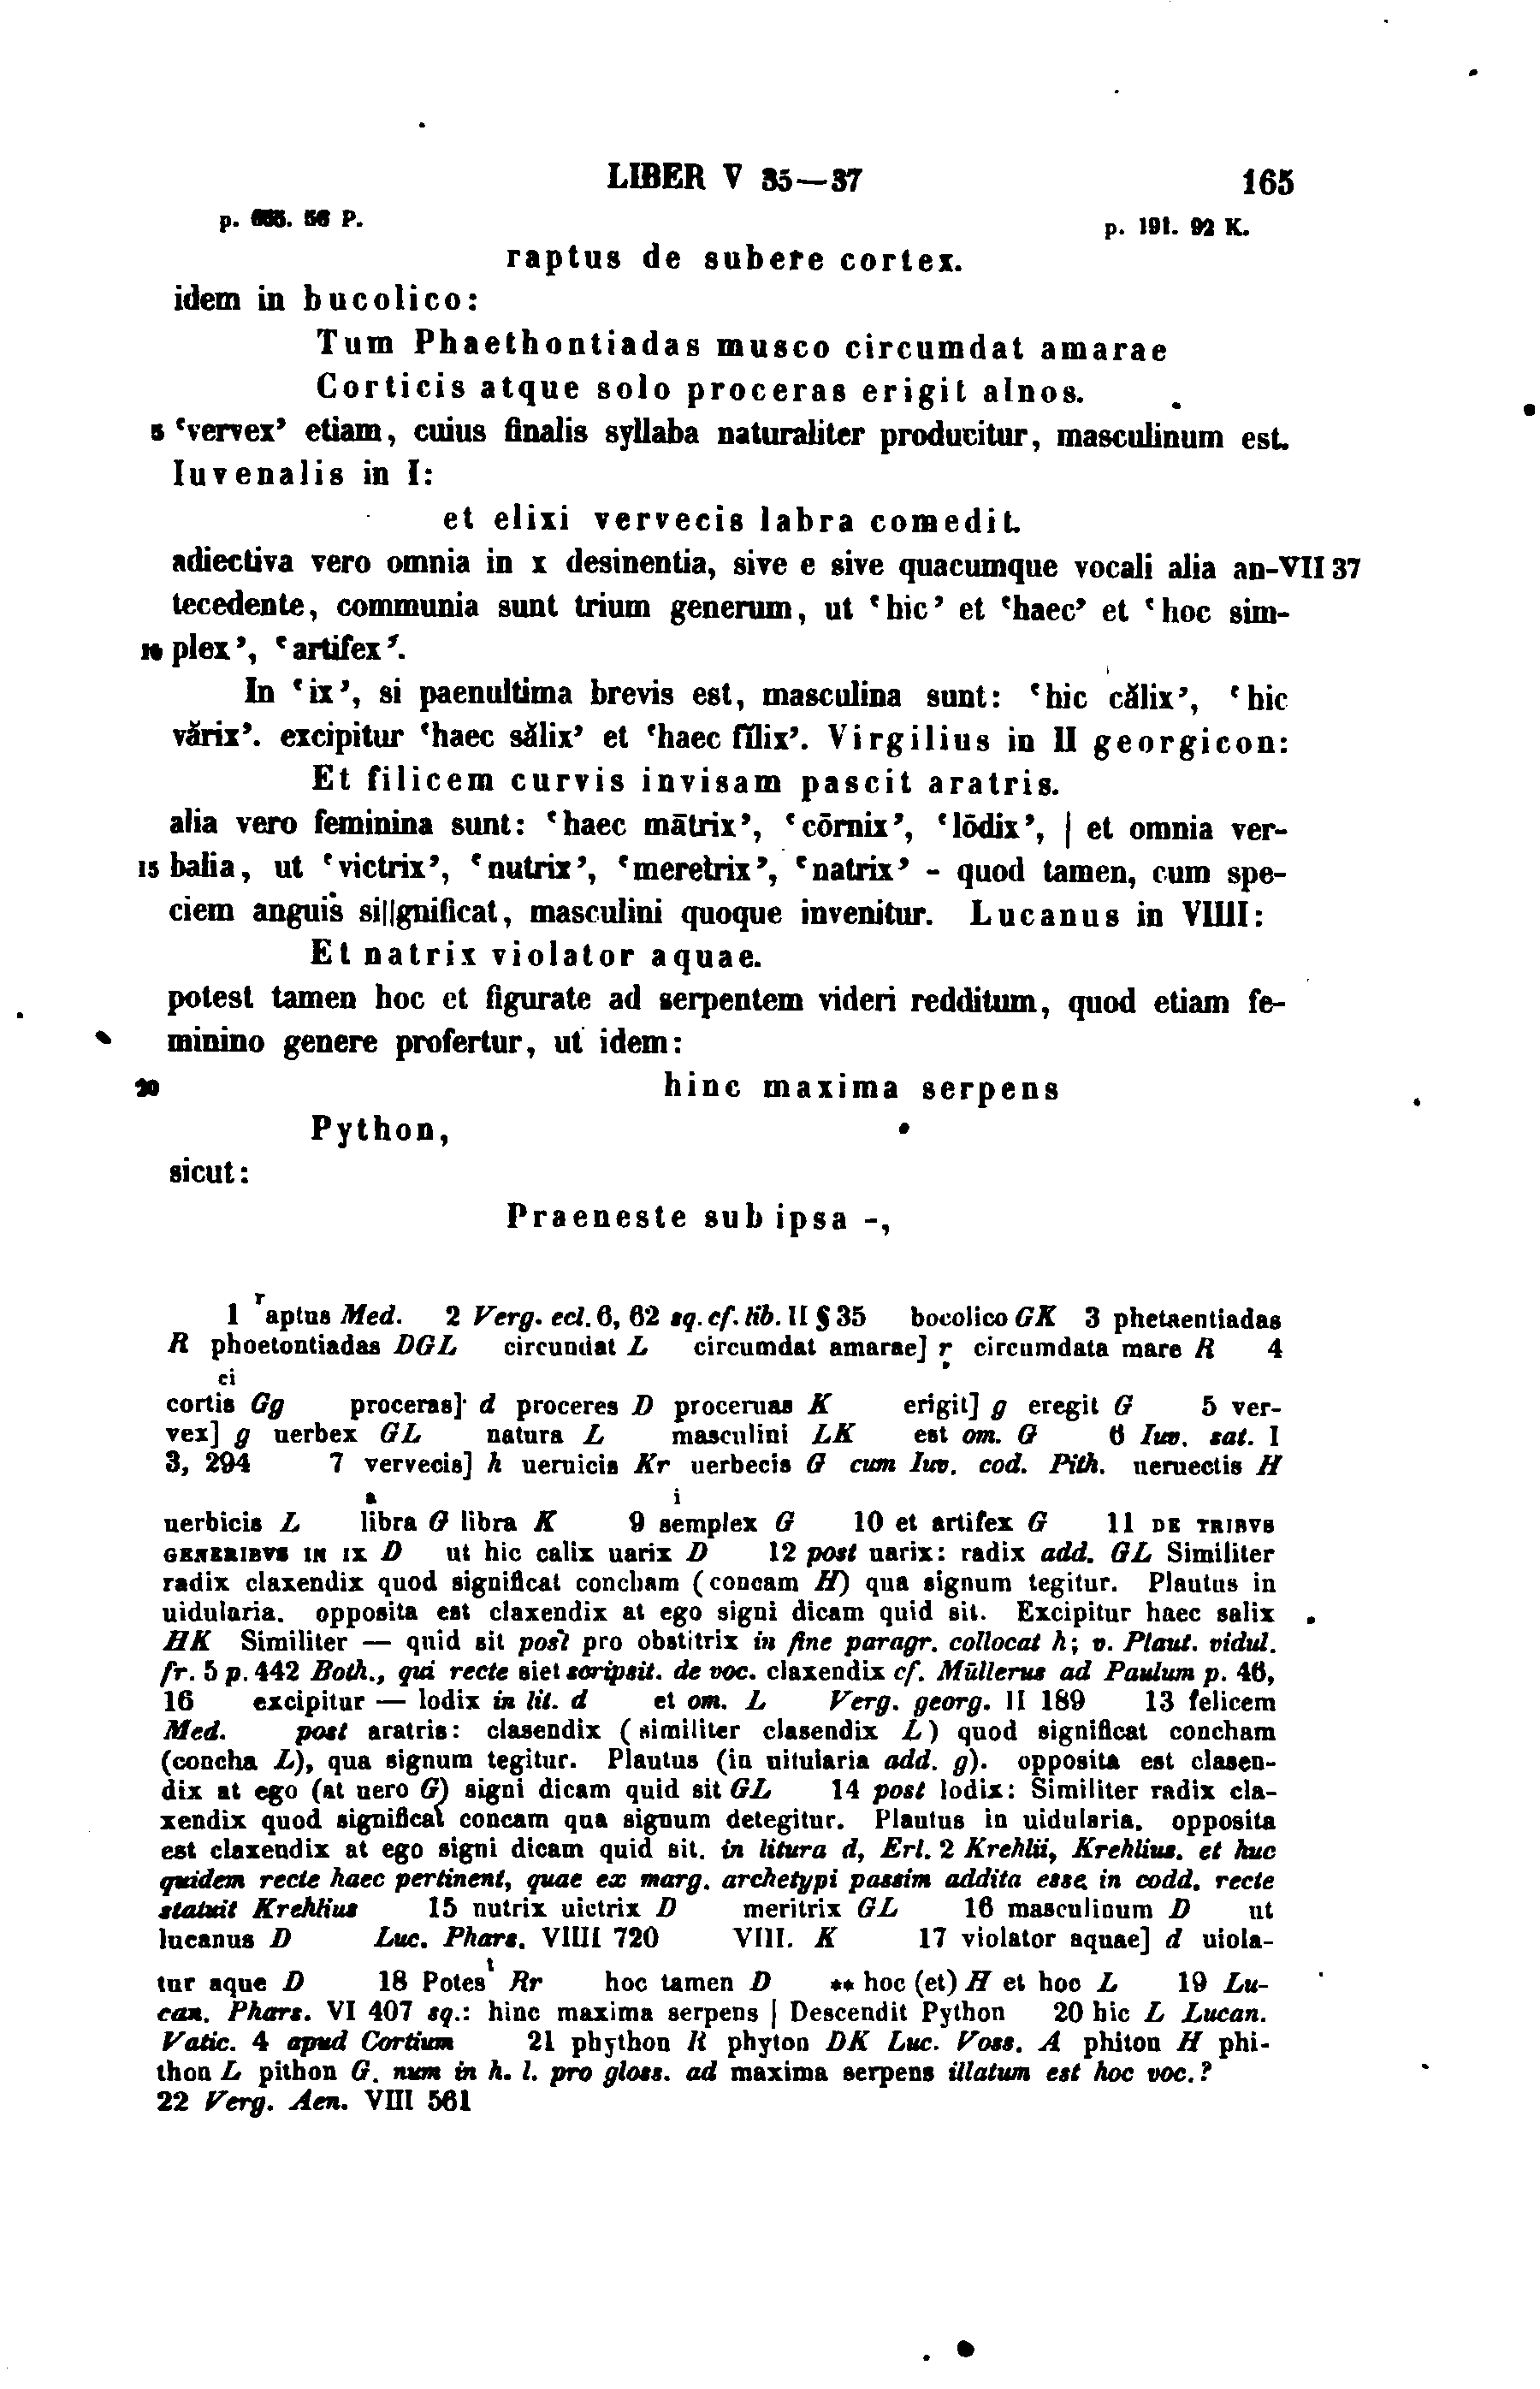 LIBER V 35—37 165
p. 655. 56 P. p. 191. 92 K.
raptus de subere cortex.
idem in bucolico:
Tum Phaethontiadas musco circumdat amarae
Corticis atque solo proceras erigit alnos.
5 ‘vervex’ etiam, cuius finalis syllaba naturaliter producitur, masculinum est.
Iuvenalis in I:
et elixi vervecis labra comedit.
adiectiva vero omnia in x desinentia, sive e sive quacumque vocali alia an-VII 37
tecedente, communia sunt trium generum, ut ‘hic’ et ‘haec’ et ‘hoc sim-
10 plex’, ‘artifex’.
In ‘ix’, si paenultima brevis est, masculina sunt: ‘hic călix’, ‘hic
vărix’. excipitur ‘haec sălix’ et ‘haec fĭlix’. Virgilius in II georgicon:
Et filicem curvis invisam pascit aratris.
alia vero feminina sunt: ‘haec mātrix’, ‘cōrnix’, ‘lōdix’, | et omnia ver-
15 balia, ut ‘victrix’, ‘nutrix’, ‘meretrix’, ‘natrix’ - quod tamen, cum spe-
ciem anguis si||gnificat, masculini quoque invenitur. Lucanus in VIIII:
Et natrix violator aquae.
potest tamen hoc et figurate ad serpentem videri redditum, quod etiam fe-
minino genere profertur, ut idem:
20 hinc maxima serpens
Python,
sicut:
Praeneste sub ipsa -,
1 raptus Med. 2 Verg. ecl. 6, 62 sq. cf. lib. II § 35 bocolico GK 3 phetaentiadas
R phoetontiadas DGL circundat L circumdat amarae] r circumdata mare R 4
ci
cortis Gg proceras] d proceres D proceruas K erigit] g eregit G 5 ver-
vex] g uerbex GL natura L masculini LK est om. G 6 Iuv. sat. I
3, 294 7 vervecis] h ueruicis Kr uerbecis G cum Iuv. cod. Pith. ueruectis H
a i
uerbicis L libra G libra K 9 semplex G 10 et artifex G 11 DE TRIBVS
GENERIBVS IN IX D ut hic calix uarix D 12 post uarix: radix add. GL Similiter
radix claxendix quod significat concham (concam H) qua signum tegitur. Plautus in
uidularia. opposita est claxendix at ego signi dicam quid sit. Excipitur haec salix
HK Similiter — quid sit post pro obstitrix in fine paragr. collocat h; v. Plaut. vidul.
fr. 5 p. 442 Both., qui recte siet scripsit. de voc. claxendix cf. Müllerus ad Paulum p. 46,
16 excipitur — lodix in lit. d et om. L Verg. georg. II 189 13 felicem
Med. post aratris: clasendix (similiter clasendix L) quod significat concham
(concha L), qua signum tegitur. Plautus (in uitularia add. g). opposita est clasen-
dix at ego (at uero G) signi dicam quid sit GL 14 post lodix: Similiter radix cla-
xendix quod significat concam qua signum detegitur. Plautus in uidularia. opposita
est claxendix at ego signi dicam quid sit. in litura d, Erl. 2 Krehlii, Krehlius. et huc
quidem recte haec pertinent, quae ex marg. archetypi passim addita esse in codd. recte
statuit Krehlius 15 nutrix uictrix D meritrix GL 16 masculinum D ut
lucanus D Luc. Phars. VIIII 720 VIII. K 17 violator aquae] d uiola-
tur aque D 18 Potest Rr hoc tamen D ** hoc (et) H et hoc L 19 Lu-
can. Phars. VI 407 sq.: hinc maxima serpens | Descendit Python 20 hic L Lucan.
Vatic. 4 apud Cortium 21 phython R phyton DK Luc. Voss. A phiton H phi-
thon L pithon G. num in h. l. pro gloss. ad maxima serpens illatum est hoc voc.?
22 Verg. Aen. VIII 561